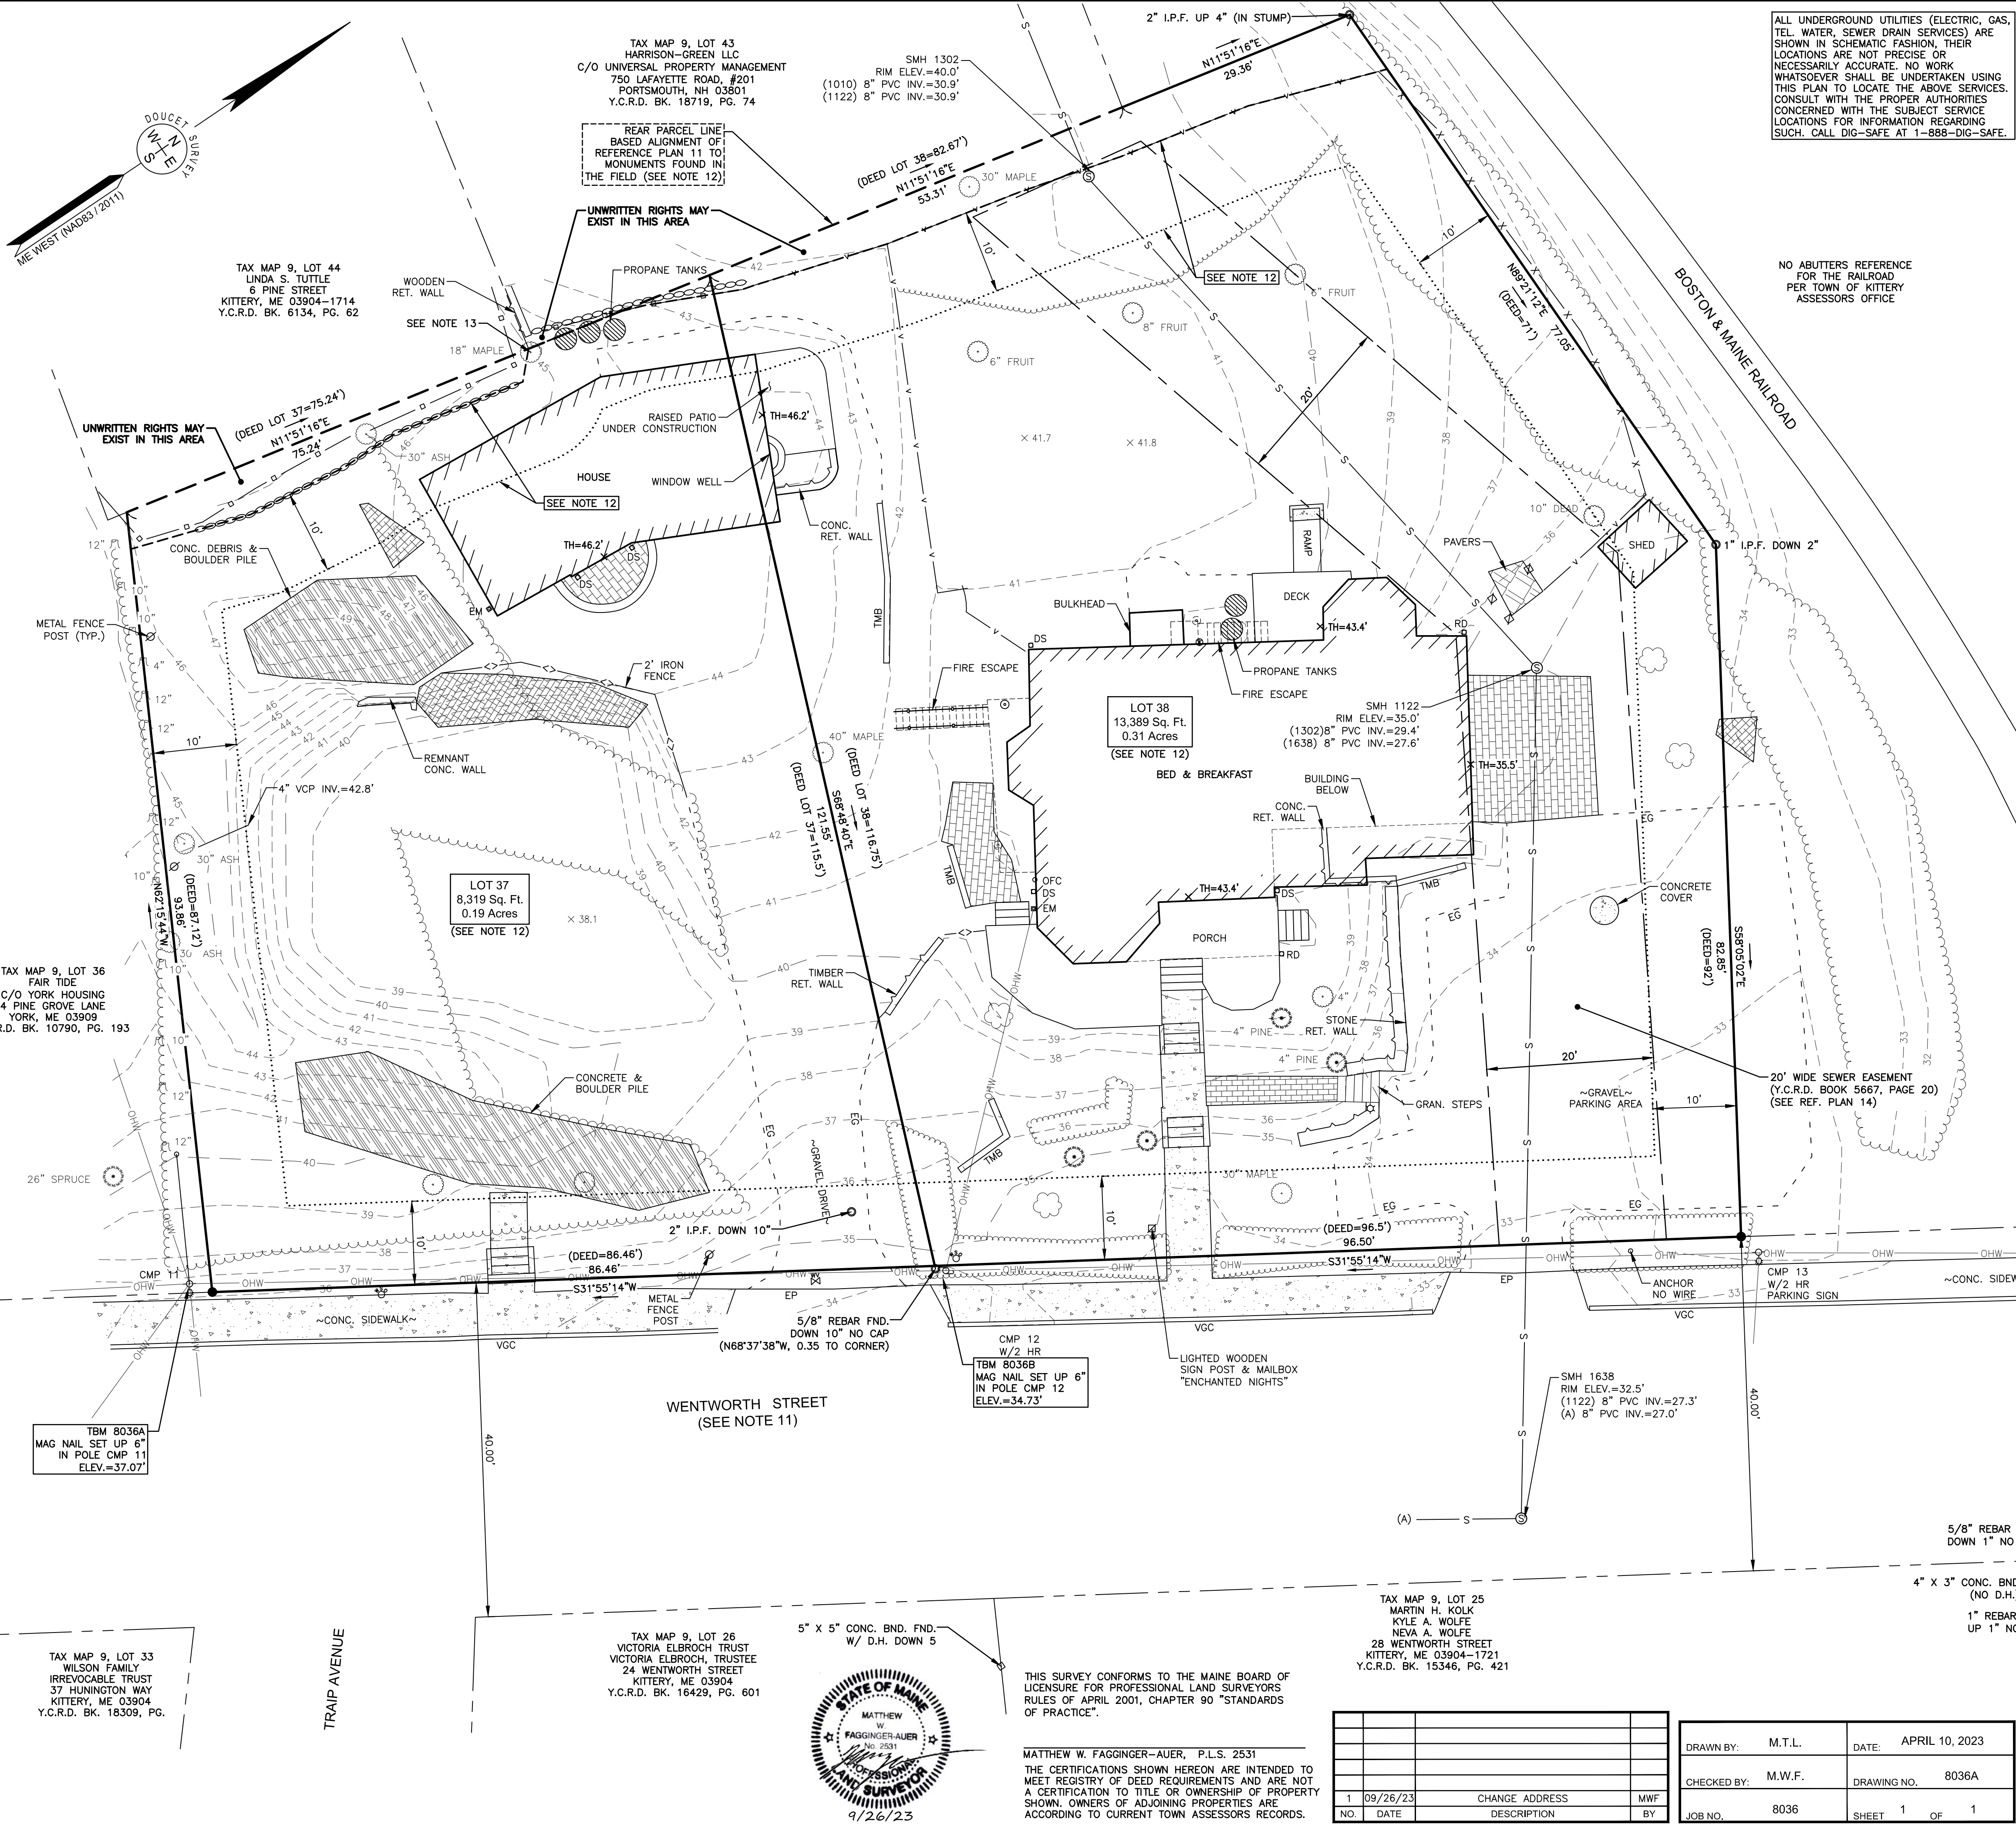 2" I.P.F. UP 4" (IN STUMP)
ALL UNDERGROUND UTILITIES (ELECTRIC, GAS,
TEL. WATER, SEWER DRAIN SERVICES) ARE
SHOWN IN SCHEMATIC FASHION, THEIR
LOCATIONS ARE NOT PRECISE OR
NECESSARILY ACCURATE. NO WORK
WHATSOEVER SHALL BE UNDERTAKEN USING
THIS PLAN TO LOCATE THE ABOVE SERVICES.
CONSULT WITH THE PROPER AUTHORITIES
CONCERNED WITH THE SUBJECT SERVICE
LOCATIONS FOR INFORMATION REGARDING
SUCH. CALL DIG-SAFE AT 1-888-DIG-SAFE.
TAX MAP 9, LOT 43
HARRISON-GREEN LLC
C/O UNIVERSAL PROPERTY MANAGEMENT
750 LAFAYETTE ROAD, #201
PORTSMOUTH, NH 03801
Y.C.R.D. BK. 18719, PG. 74
SMH 1302
RIM ELEV.=40.0'
(1010) 8" PVC INV.=30.9'
(1122) 8" PVC INV.=30.9'
N11°51'16"E
29.36'
DOUCET SURVEY
N
E
S
W
ME WEST (NAD83 / 2011)
REAR PARCEL LINE
BASED ALIGNMENT OF
REFERENCE PLAN 11 TO
MONUMENTS FOUND IN
THE FIELD (SEE NOTE 12)
(DEED LOT 38=82.67')
N11°51'16"E
53.31'
30" MAPLE
UNWRITTEN RIGHTS MAY
EXIST IN THIS AREA
TAX MAP 9, LOT 44
LINDA S. TUTTLE
6 PINE STREET
KITTERY, ME 03904-1714
Y.C.R.D. BK. 6134, PG. 62
WOODEN
RET. WALL
PROPANE TANKS
SEE NOTE 13
18" MAPLE
SEE NOTE 12
6" FRUIT
8" FRUIT
6" FRUIT
10'
10'
20'
N89°21'12"E 77.05'
(DEED=71')
BOSTON & MAINE RAILROAD
NO ABUTTERS REFERENCE
FOR THE RAILROAD
PER TOWN OF KITTERY
ASSESSORS OFFICE
UNWRITTEN RIGHTS MAY
EXIST IN THIS AREA
(DEED LOT 37=75.24')
N11°51'16"E
75.24'
30" ASH
RAISED PATIO
UNDER CONSTRUCTION
TH=46.2'
HOUSE
WINDOW WELL
SEE NOTE 12
× 41.7
× 41.8
CONC.
RET. WALL
TH=46.2'
DS
DS
EM
CONC. DEBRIS &
BOULDER PILE
10'
METAL FENCE
POST (TYP.)
2' IRON
FENCE
REMNANT
CONC. WALL
4" VCP INV.=42.8'
10'
30" ASH
N62°15'44"W
93.86'
(DEED=87.12')
30" ASH
LOT 37
8,319 Sq. Ft.
0.19 Acres
(SEE NOTE 12)
× 38.1
TMB
BULKHEAD
RAMP
DECK
TH=43.4'
PROPANE TANKS
FIRE ESCAPE
DS
FIRE ESCAPE
RD
PAVERS
10" DEAD
SHED
1" I.P.F. DOWN 2"
40" MAPLE
(DEED LOT 38=116.75')
S68°48'40"E
121.55'
(DEED LOT 37=115.5')
LOT 38
13,389 Sq. Ft.
0.31 Acres
(SEE NOTE 12)
BED & BREAKFAST
SMH 1122
RIM ELEV.=35.0'
(1302)8" PVC INV.=29.4'
(1638) 8" PVC INV.=27.6'
TH=35.5'
BUILDING
BELOW
CONC.
RET. WALL
TMB
OFC
DS
EM
TH=43.4'
DS
TMB
PORCH
RD
EG
EG
CONCRETE
COVER
S58°05'02"E
82.85'
(DEED=92')
TAX MAP 9, LOT 36
FAIR TIDE
C/O YORK HOUSING
4 PINE GROVE LANE
YORK, ME 03909
R.D. BK. 10790, PG. 193
TIMBER
RET. WALL
4"
4" PINE
4" PINE
STONE
RET. WALL
GRAN. STEPS
20'
10'
~GRAVEL~
PARKING AREA
20' WIDE SEWER EASEMENT
(Y.C.R.D. BOOK 5667, PAGE 20)
(SEE REF. PLAN 14)
CONCRETE &
BOULDER PILE
26" SPRUCE
~GRAVEL DRIVE~
EG
EG
TMB
30" MAPLE
2" I.P.F. DOWN 10"
(DEED=86.46')
86.46'
S31°55'14"W
10'
10'
(DEED=96.5')
96.50'
S31°55'14"W
EG
EG
CMP 11
METAL
FENCE
POST
EP
EP
~CONC. SIDEWALK~
VGC
5/8" REBAR FND.
DOWN 10" NO CAP
(N68°37'38"W, 0.35 TO CORNER)
CMP 12
W/2 HR
TBM 8036B
MAG NAIL SET UP 6"
IN POLE CMP 12
ELEV.=34.73'
VGC
LIGHTED WOODEN
SIGN POST & MAILBOX
"ENCHANTED NIGHTS"
ANCHOR
NO WIRE
CMP 13
W/2 HR
PARKING SIGN
VGC
WENTWORTH STREET
(SEE NOTE 11)
SMH 1638
RIM ELEV.=32.5'
(1122) 8" PVC INV.=27.3'
(A) 8" PVC INV.=27.0'
TBM 8036A
MAG NAIL SET UP 6"
IN POLE CMP 11
ELEV.=37.07'
40.00'
40.00'
(A)
5/8" REBAR
DOWN 1" NO
4" X 3" CONC.
(NO D.H.
1" REBAR
UP 1"
TAX MAP 9, LOT 33
WILSON FAMILY
IRREVOCABLE TRUST
37 HUNINGTON WAY
KITTERY, ME 03904
Y.C.R.D. BK. 18309, PG.
TRAIP AVENUE
TAX MAP 9, LOT 26
VICTORIA ELBROCH TRUST
VICTORIA ELBROCH, TRUSTEE
24 WENTWORTH STREET
KITTERY, ME 03904
Y.C.R.D. BK. 16429, PG. 601
5" X 5" CONC. BND. FND.
W/ D.H. DOWN 5
TAX MAP 9, LOT 25
MARTIN H. KOLK
KYLE A. WOLFE
NEVA A. WOLFE
28 WENTWORTH STREET
KITTERY, ME 03904-1721
Y.C.R.D. BK. 15346, PG. 421
STATE OF MAINE
MATTHEW
W.
FAGGINGER-AUER
No. 2531
PROFESSIONAL
LAND SURVEYOR
9/26/23
THIS SURVEY CONFORMS TO THE MAINE BOARD OF
LICENSURE FOR PROFESSIONAL LAND SURVEYORS
RULES OF APRIL 2001, CHAPTER 90 "STANDARDS
OF PRACTICE".
MATTHEW W. FAGGINGER-AUER, P.L.S. 2531
THE CERTIFICATIONS SHOWN HEREON ARE INTENDED TO
MEET REGISTRY OF DEED REQUIREMENTS AND ARE NOT
A CERTIFICATION TO TITLE OR OWNERSHIP OF PROPERTY
SHOWN. OWNERS OF ADJOINING PROPERTIES ARE
ACCORDING TO CURRENT TOWN ASSESSORS RECORDS.
1 09/26/23 CHANGE ADDRESS MWF
NO. DATE DESCRIPTION BY
DRAWN BY: M.T.L. DATE: APRIL 10, 2023
CHECKED BY: M.W.F. DRAWING NO. 8036A
JOB NO. 8036 SHEET 1 OF 1